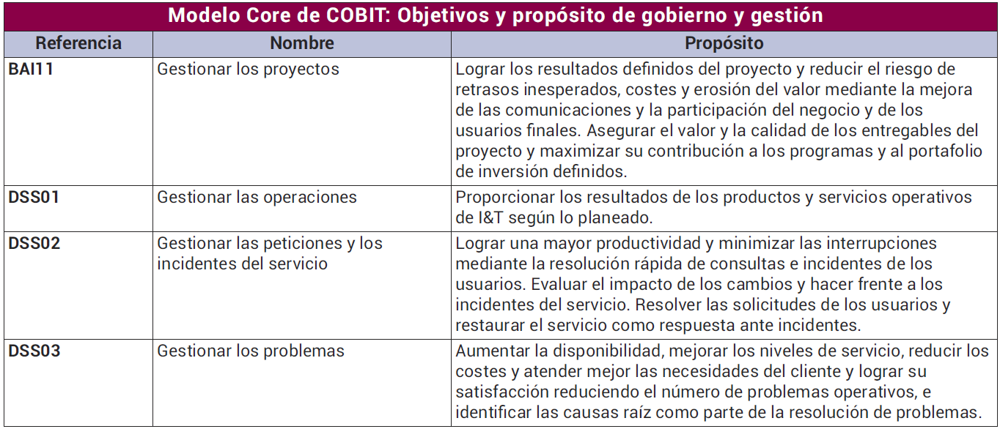 Modelo Core de COBIT: Objetivos y propósito de gobierno y gestión
Referencia Nombre Propósito
BAI11 Gestionar los proyectos Lograr los resultados definidos del proyecto y reducir el riesgo de
retrasos inesperados, costes y erosión del valor mediante la mejora
de las comunicaciones y la participación del negocio y de los
usuarios finales. Asegurar el valor y la calidad de los entregables del
proyecto y maximizar su contribución a los programas y al portafolio
de inversión definidos.
DSS01 Gestionar las operaciones Proporcionar los resultados de los productos y servicios operativos
de I&T según lo planeado.
DSS02 Gestionar las peticiones y los Lograr una mayor productividad y minimizar las interrupciones
incidentes del servicio mediante la resolución rápida de consultas e incidentes de los
usuarios. Evaluar el impacto de los cambios y hacer frente a los
incidentes del servicio. Resolver las solicitudes de los usuarios y
restaurar el servicio como respuesta ante incidentes.
DSS03 Gestionar los problemas Aumentar la disponibilidad, mejorar los niveles de servicio, reducir los
costes y atender mejor las necesidades del cliente y lograr su
satisfacción reduciendo el número de problemas operativos, e
identificar las causas raíz como parte de la resolución de problemas.